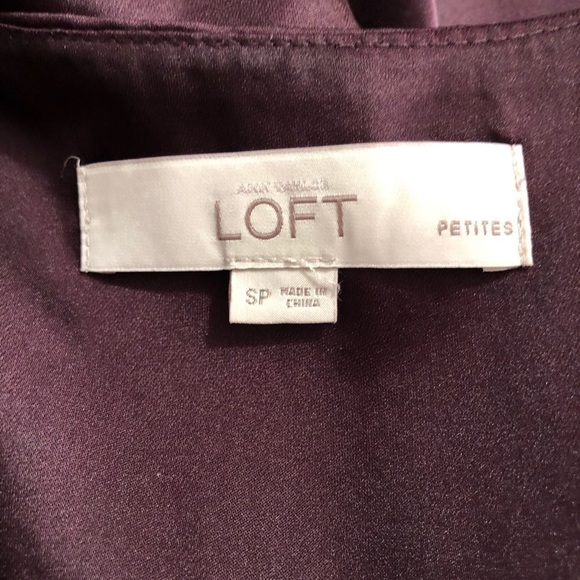 ANN TAYLOR
LOFT
PETITES
SP MADE IN
CHINA